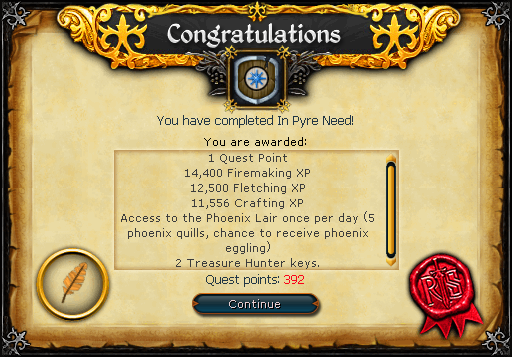 Congratulations
You have completed In Pyre Need!
You are awarded:
1 Quest Point
14,400 Firemaking XP
12,500 Fletching XP
11,556 Crafting XP
Access to the Phoenix Lair once per day (5
phoenix quills, chance to receive phoenix
eggling)
2 Treasure Hunter keys.
Quest points: 392
Continue